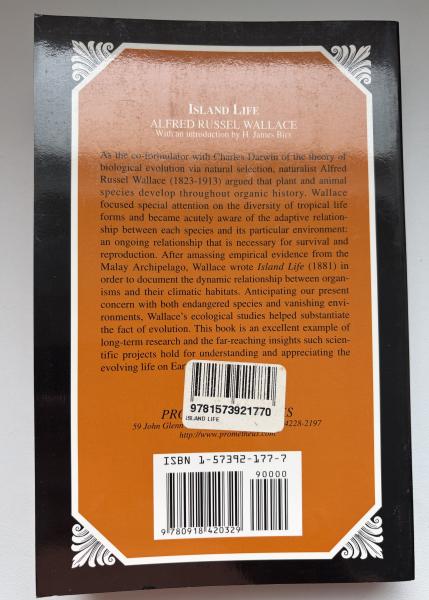 ISLAND LIFE
ALFRED RUSSEL WALLACE
With an introduction by H. James Birx
As the co-formulator with Charles Darwin of the theory of
biological evolution via natural selection, naturalist Alfred
Russel Wallace (1823-1913) argued that plant and animal
species develop throughout organic history. Wallace
focused special attention on the diversity of tropical life
forms and became acutely aware of the adaptive relation-
ship between each species and its particular environment:
an ongoing relationship that is necessary for survival and
reproduction. After amassing empirical evidence from the
Malay Archipelago, Wallace wrote Island Life (1881) in
order to document the dynamic relationship between organ-
isms and their climatic habitats. Anticipating our present
concern with both endangered species and vanishing envi-
ronments, Wallace's ecological studies helped substantiate
the fact of evolution. This book is an excellent example of
long-term research and the far-reaching insights such scien-
tific projects hold for understanding and appreciating the
evolving life on Ear
9781573921770
ISLAND LIFE
PRO ES
59 John Glenn 4228-2197
http://www.prometheus.com
ISBN 1-57392-177-7
90000
9 780918 420329